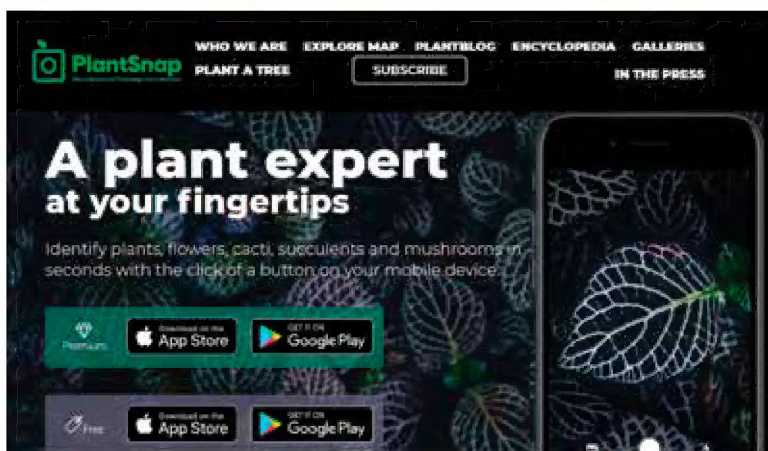 PlantSnap
WHO WE ARE EXPLORE MAP PLANTBLOG ENCYCLOPEDIA GALLERIES
PLANT A TREE SUBSCRIBE IN THE PRESS
A plant expert
at your fingertips
Identify plants, flowers, cacti, succulents and mushrooms in
seconds with the click of a button on your mobile device.
Premium
Download on the
App Store
GET IT ON
Google Play
Free
Download on the
App Store
GET IT ON
Google Play